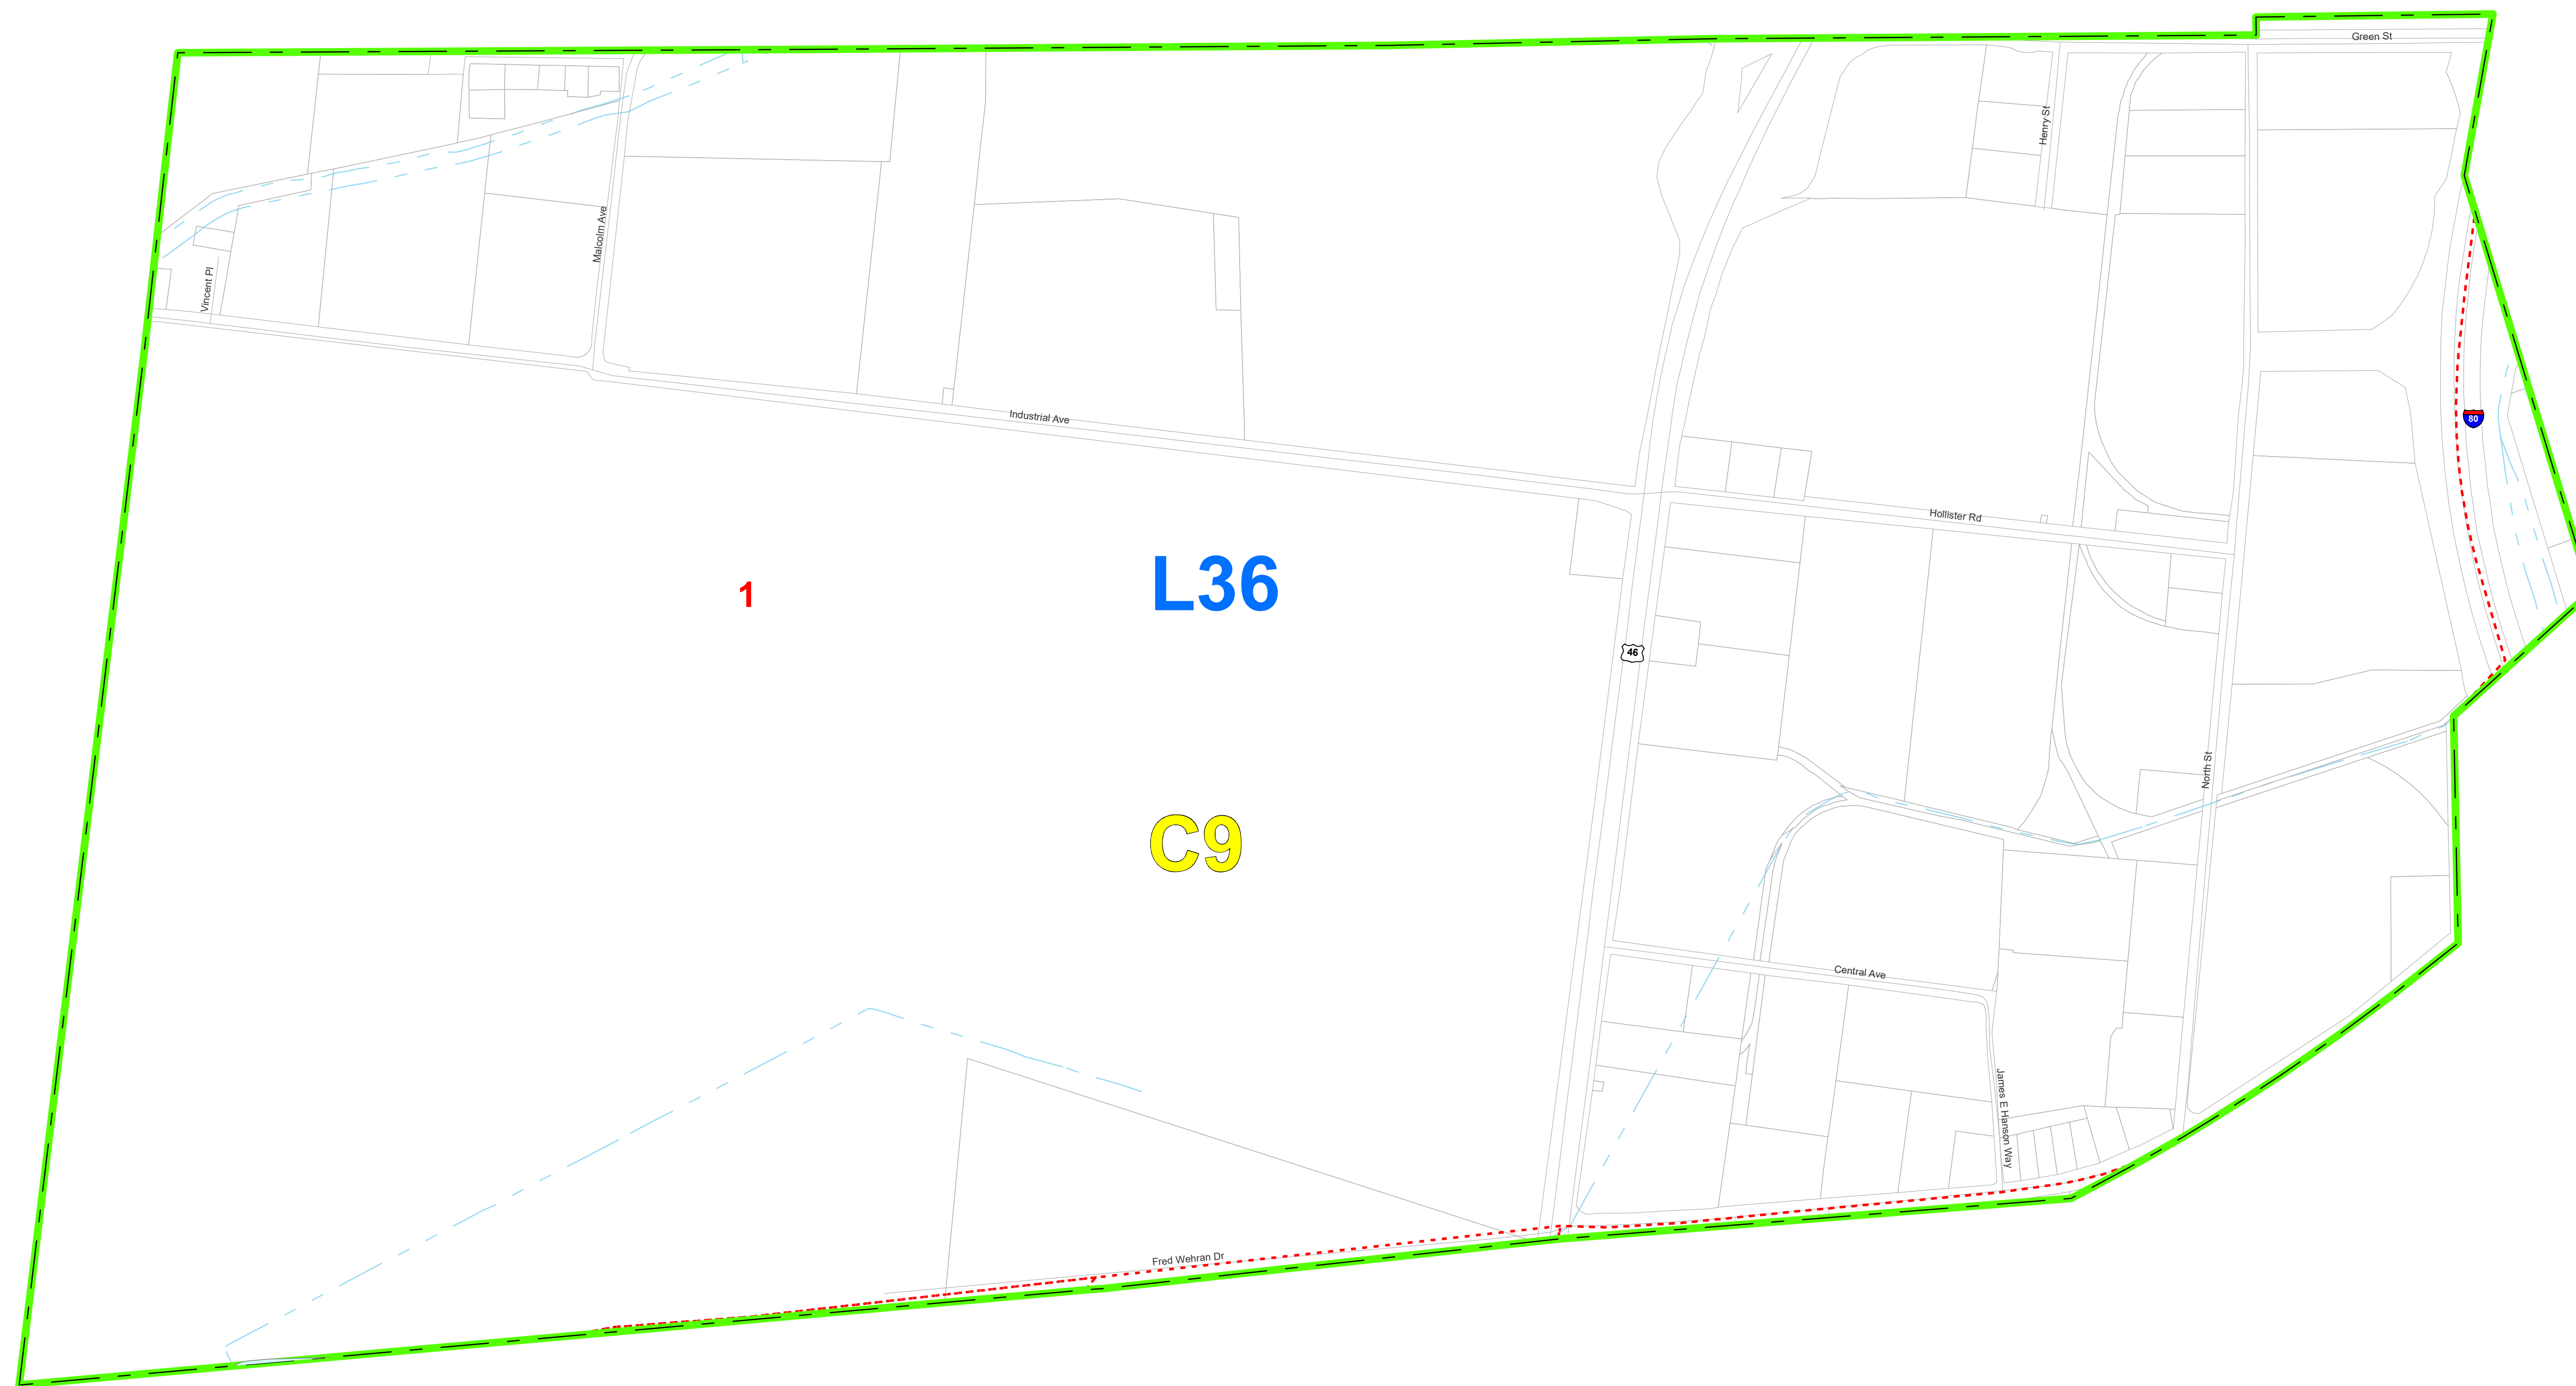 Green St
Henry St
Malcolm Ave
Vincent Pl
Industrial Ave
80
Hollister Rd
L36
1
46
North St
C9
Central Ave
James E Hanson Way
Fred Wehran Dr